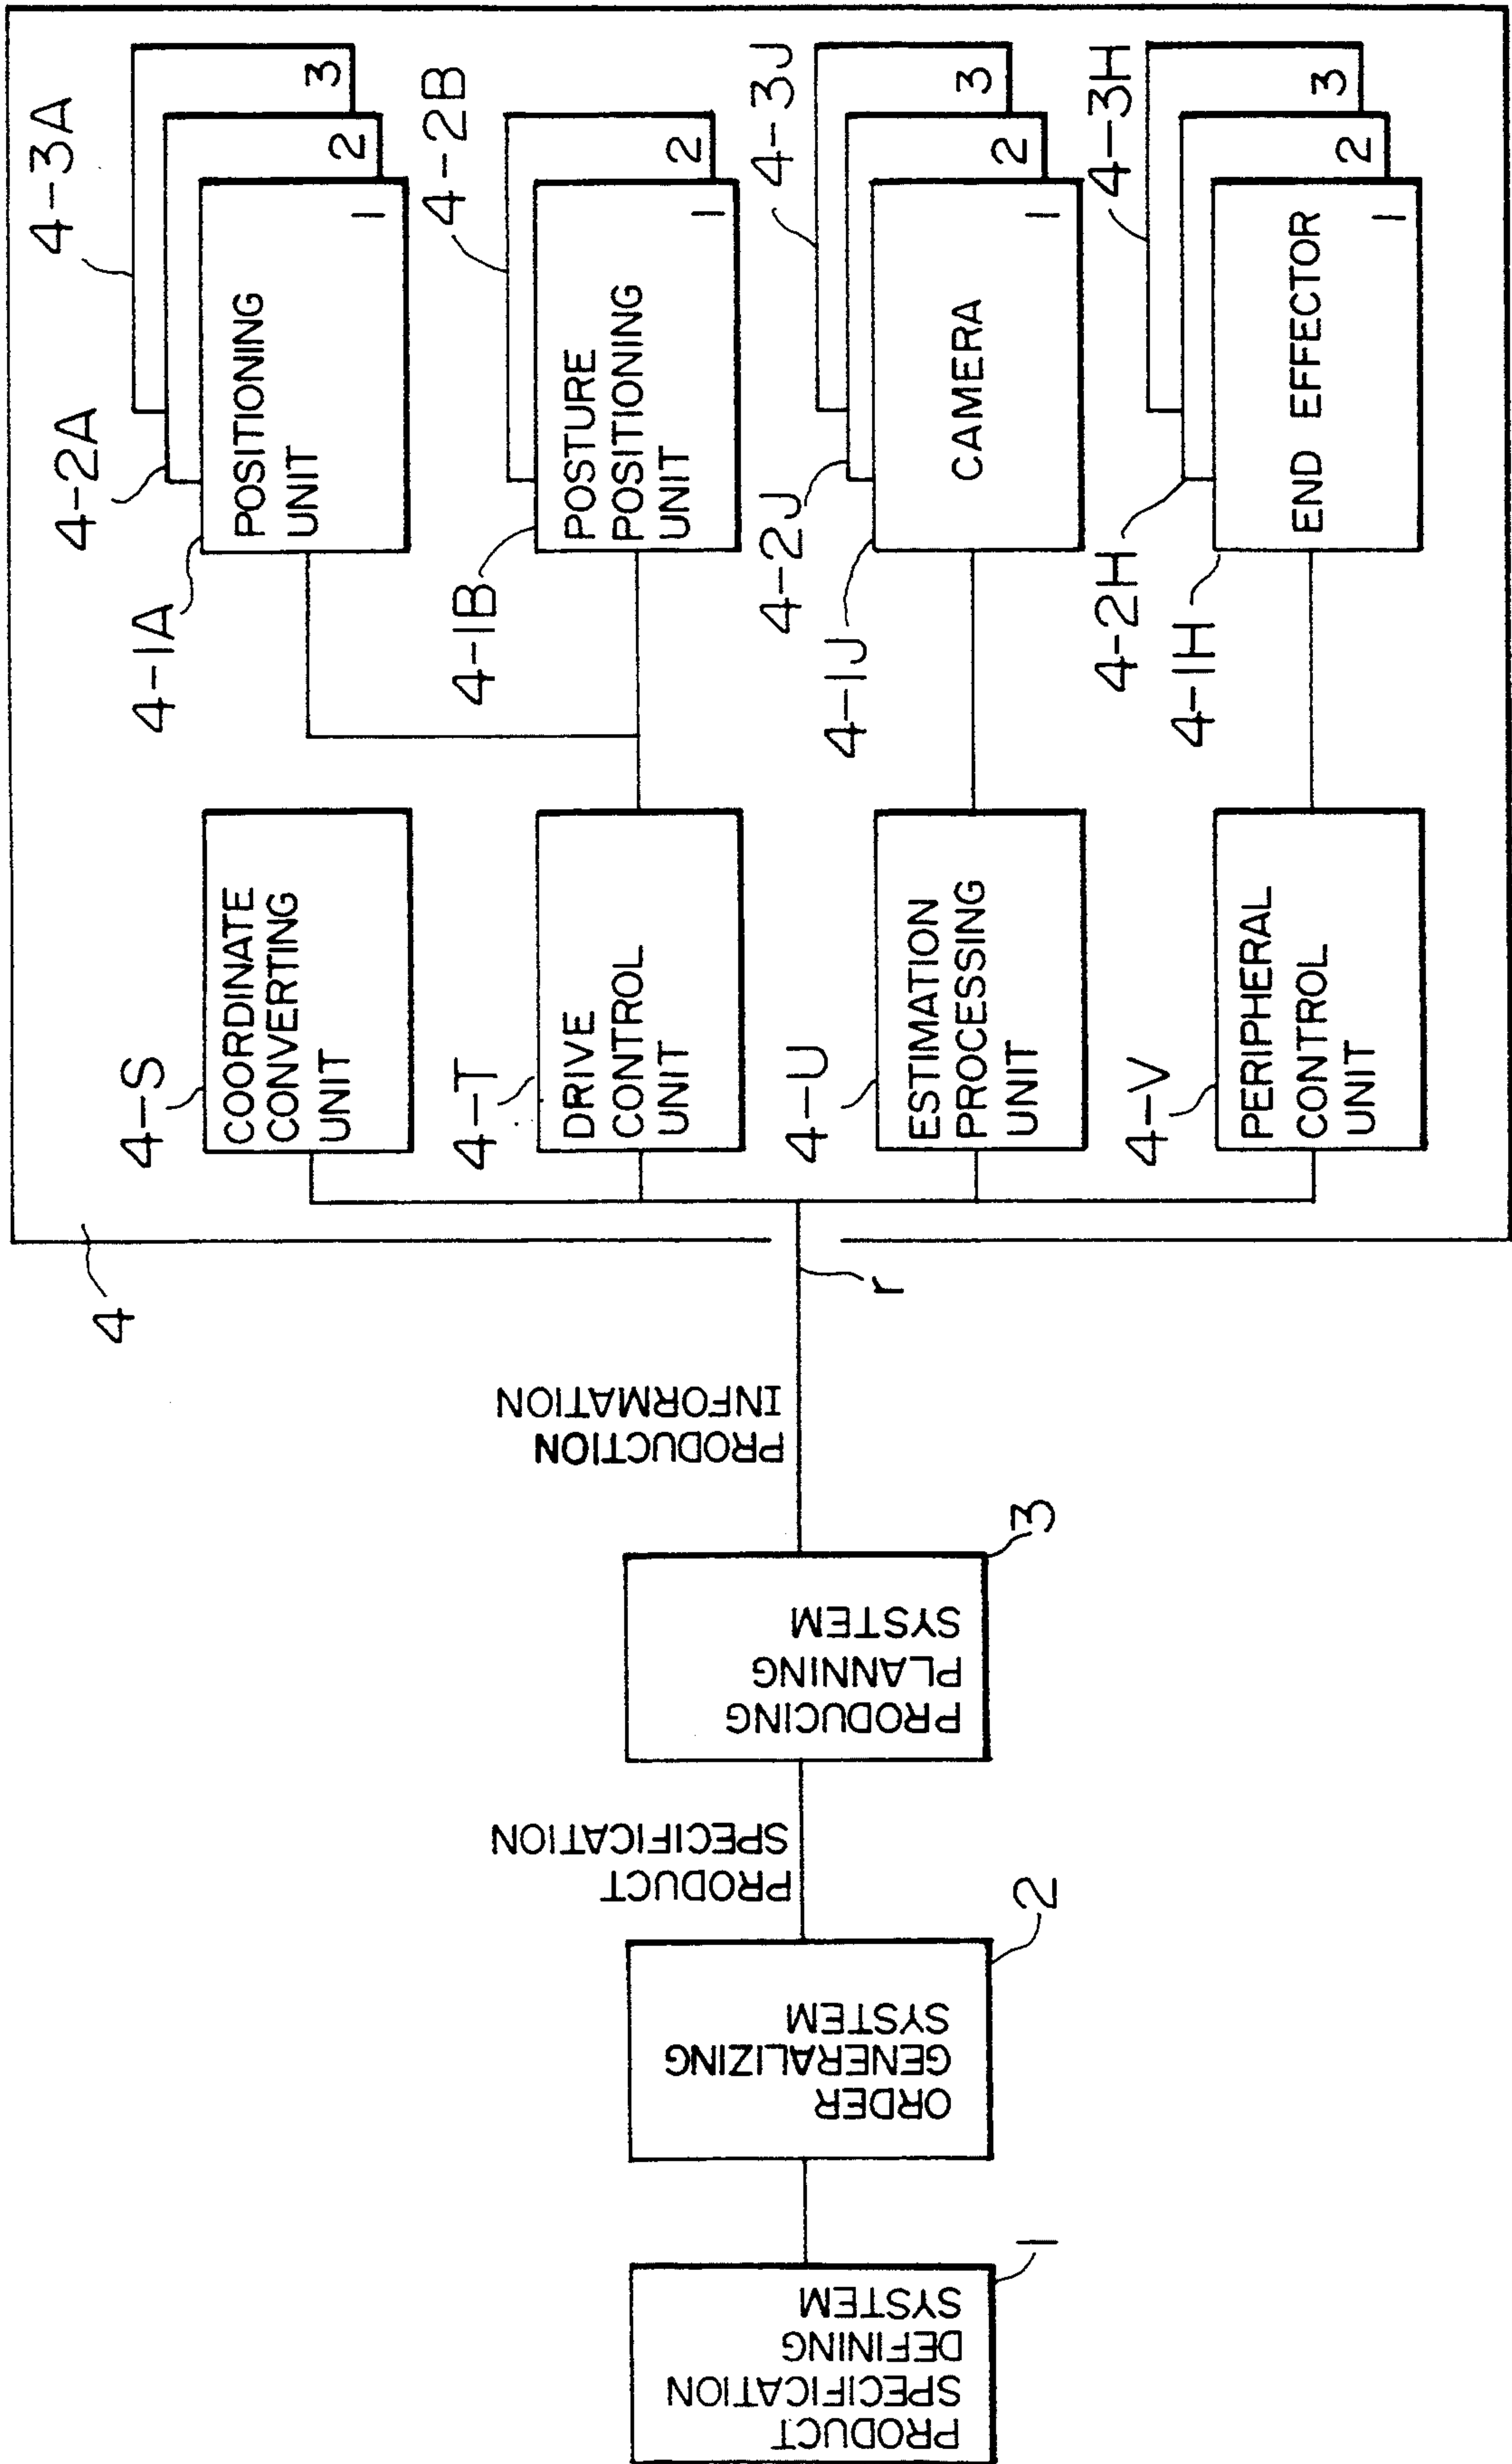 PRODUCT
SPECIFICATION
DEFINING
SYSTEM
1
ORDER
GENERALIZING
SYSTEM
2
PRODUCT
SPECIFICATION
PRODUCING
PLANNING
SYSTEM
3
PRODUCTION
INFORMATION
r
4
4-S
COORDINATE
CONVERTING
UNIT
4-T
DRIVE
CONTROL
UNIT
4-U
ESTIMATION
PROCESSING
UNIT
4-V
PERIPHERAL
CONTROL
UNIT
4-1A
4-2A
4-3A
POSITIONING
UNIT
1
2
3
4-1B
4-2B
POSTURE
POSITIONING
UNIT
1
2
4-1J
4-2J
4-3J
CAMERA
1
2
3
4-1H
4-2H
4-3H
END EFFECTOR
1
2
3